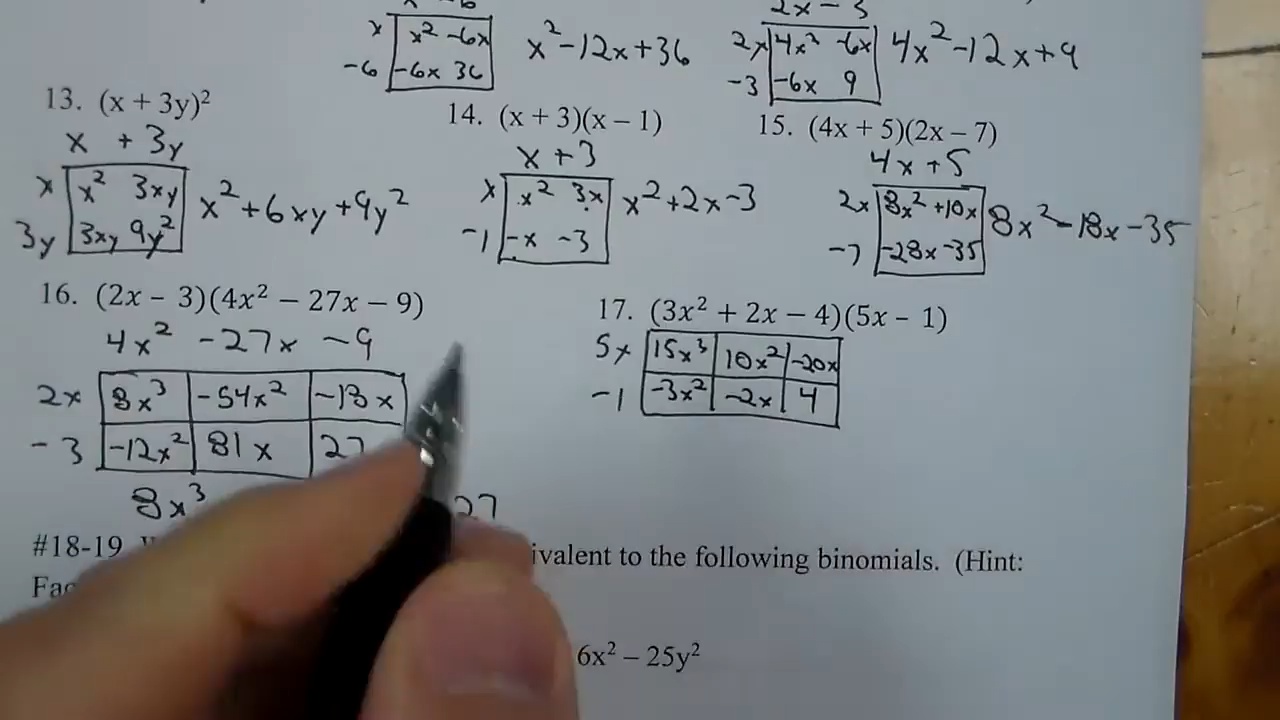 x² -6x
x
-6 -6x 36
x² - 12x + 36
2x - 3
2x 4x² -6x
-3 -6x 9
4x² - 12x + 9
13. (x + 3y)²
x + 3y
x x² 3xy
3y 3xy 9y²
x² + 6xy + 9y²
14. (x + 3)(x – 1)
x + 3
x x² 3x
-1 -x -3
x² + 2x - 3
15. (4x + 5)(2x – 7)
4x + 5
2x 8x² +10x
-7 -28x -35
8x² - 18x - 35
16. (2x – 3)(4x² – 27x – 9)
4x² - 27x - 9
2x 8x³ -54x² -18x
-3 -12x² 81x 27
8x³ 27
17. (3x² + 2x – 4)(5x – 1)
5x 15x³ 10x² -20x
-1 -3x² -2x 4
#18-19 ivalent to the following binomials. (Hint:
6x² – 25y²